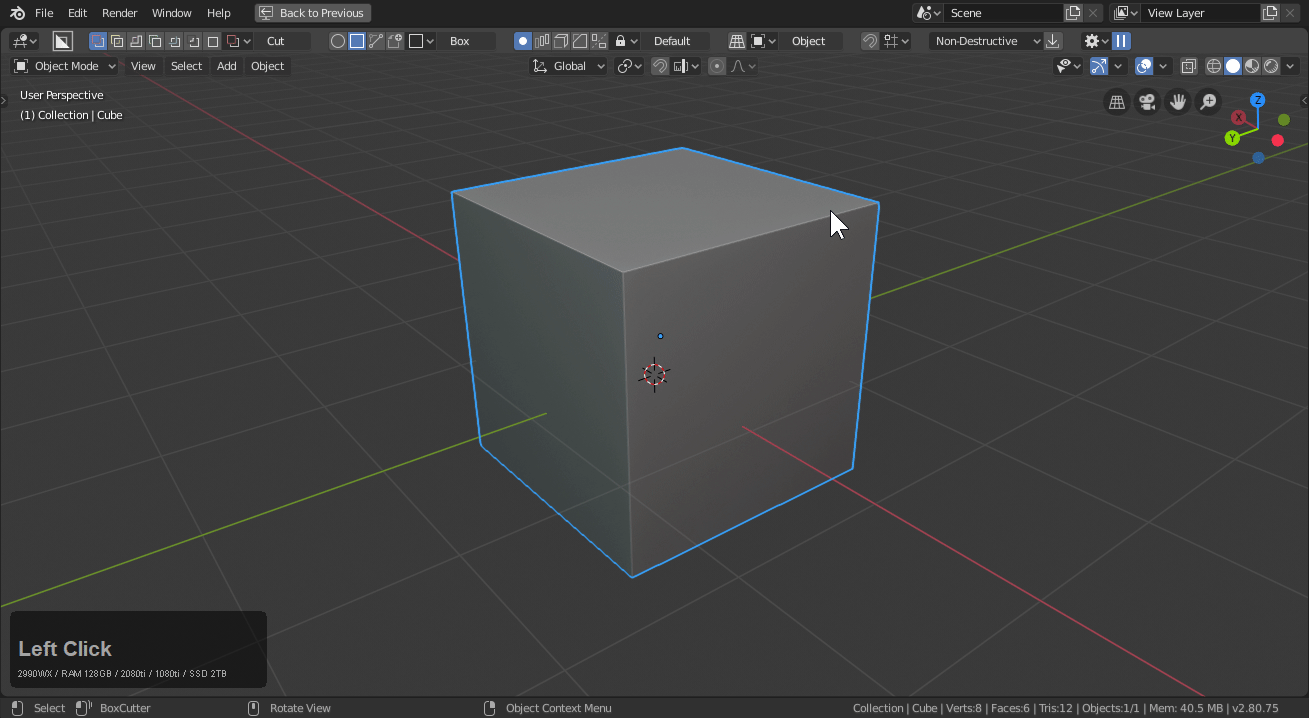 File Edit Render Window Help Back to Previous Scene View Layer
Cut Box Default Object Non-Destructive
Object Mode View Select Add Object Global
User Perspective
(1) Collection | Cube
Z
X
Y
Left Click
2990WX / RAM 128GB / 2080ti / 1080ti / SSD 2TB
Select BoxCutter Rotate View Object Context Menu Collection | Cube | Verts:8 | Faces:6 | Tris:12 | Objects:1/1 | Mem: 40.5 MB | v2.80.75